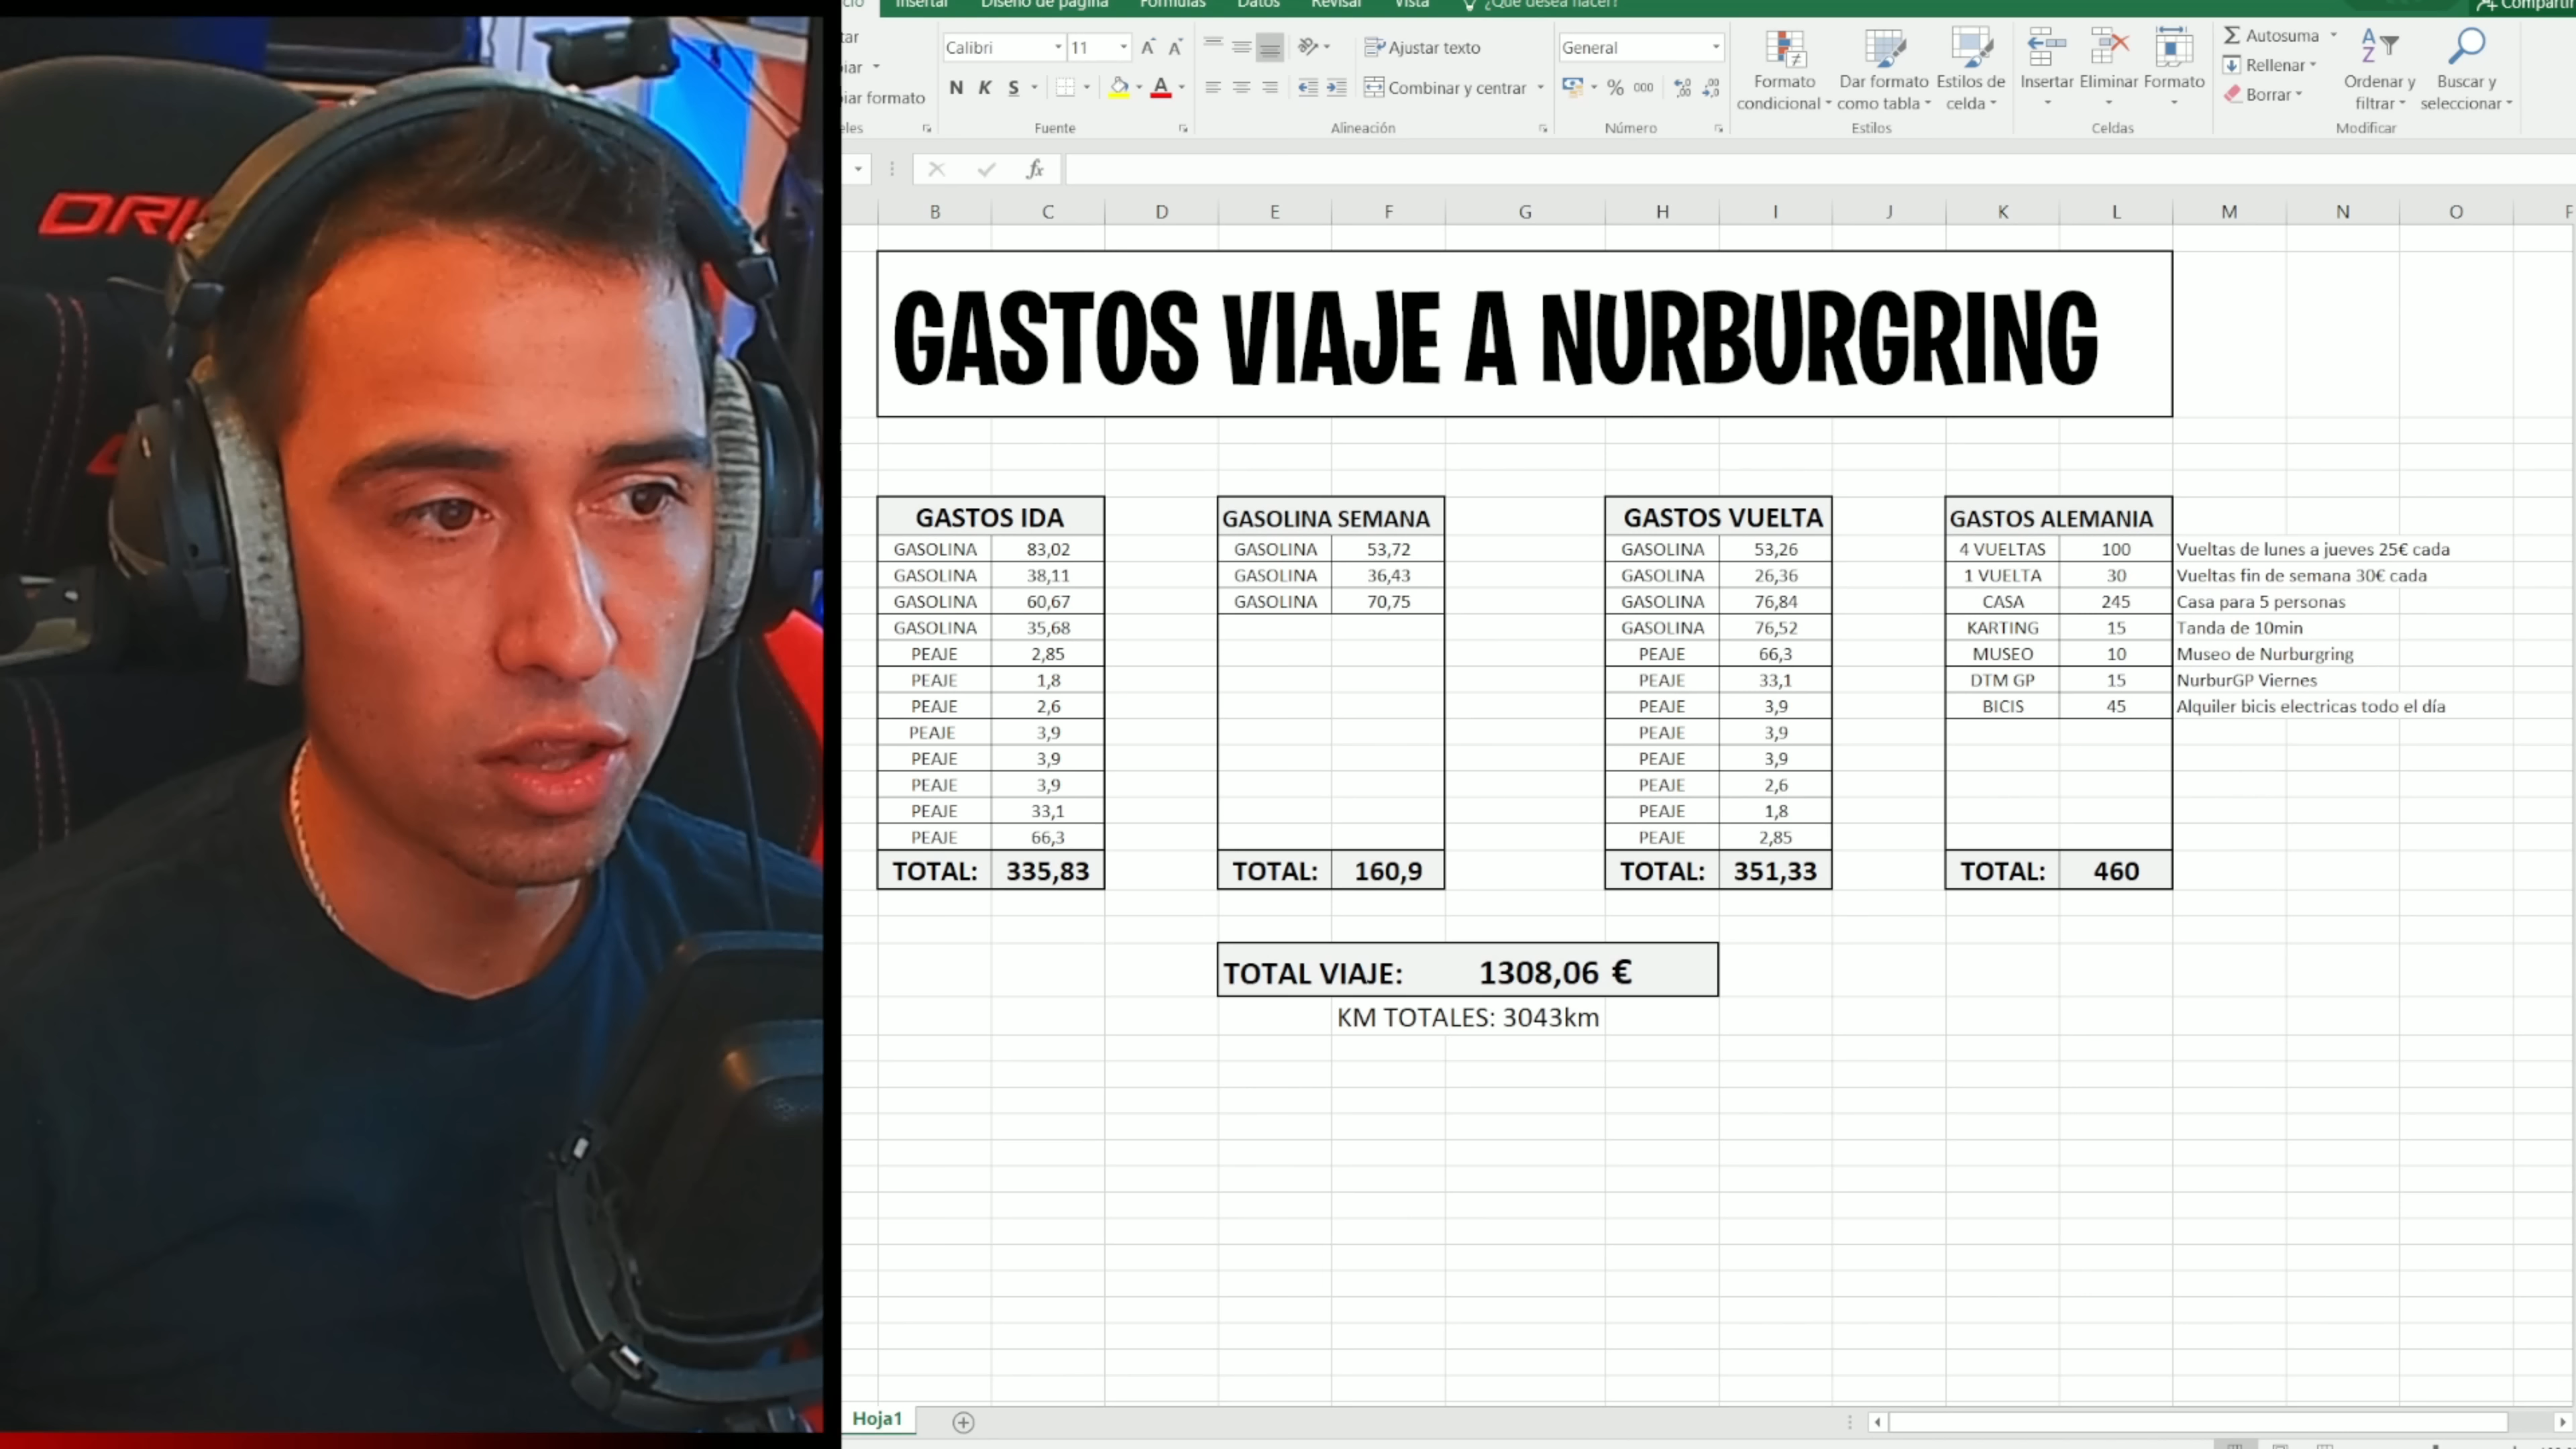 Insertar Diseño de página Fórmulas Datos Revisar Vista ¿Qué desea hacer? Compartir
Calibri 11 Ajustar texto General Autosuma
Rellenar
N K S Combinar y centrar % 000 Formato condicional Dar formato como tabla Estilos de celda Insertar Eliminar Formato Borrar Ordenar y filtrar Buscar y seleccionar
Fuente Alineación Número Estilos Celdas Modificar
fx
B C D E F G H I J K L M N O
GASTOS VIAJE A NURBURGRING
GASTOS IDA GASOLINA SEMANA GASTOS VUELTA GASTOS ALEMANIA
GASOLINA 83,02 GASOLINA 53,72 GASOLINA 53,26 4 VUELTAS 100 Vueltas de lunes a jueves 25€ cada
GASOLINA 38,11 GASOLINA 36,43 GASOLINA 26,36 1 VUELTA 30 Vueltas fin de semana 30€ cada
GASOLINA 60,67 GASOLINA 70,75 GASOLINA 76,84 CASA 245 Casa para 5 personas
GASOLINA 35,68 GASOLINA 76,52 KARTING 15 Tanda de 10min
PEAJE 2,85 PEAJE 66,3 MUSEO 10 Museo de Nurburgring
PEAJE 1,8 PEAJE 33,1 DTM GP 15 NurburGP Viernes
PEAJE 2,6 PEAJE 3,9 BICIS 45 Alquiler bicis electricas todo el día
PEAJE 3,9 PEAJE 3,9
PEAJE 3,9 PEAJE 3,9
PEAJE 3,9 PEAJE 2,6
PEAJE 33,1 PEAJE 1,8
PEAJE 66,3 PEAJE 2,85
TOTAL: 335,83 TOTAL: 160,9 TOTAL: 351,33 TOTAL: 460
TOTAL VIAJE: 1308,06 €
KM TOTALES: 3043km
Hoja1